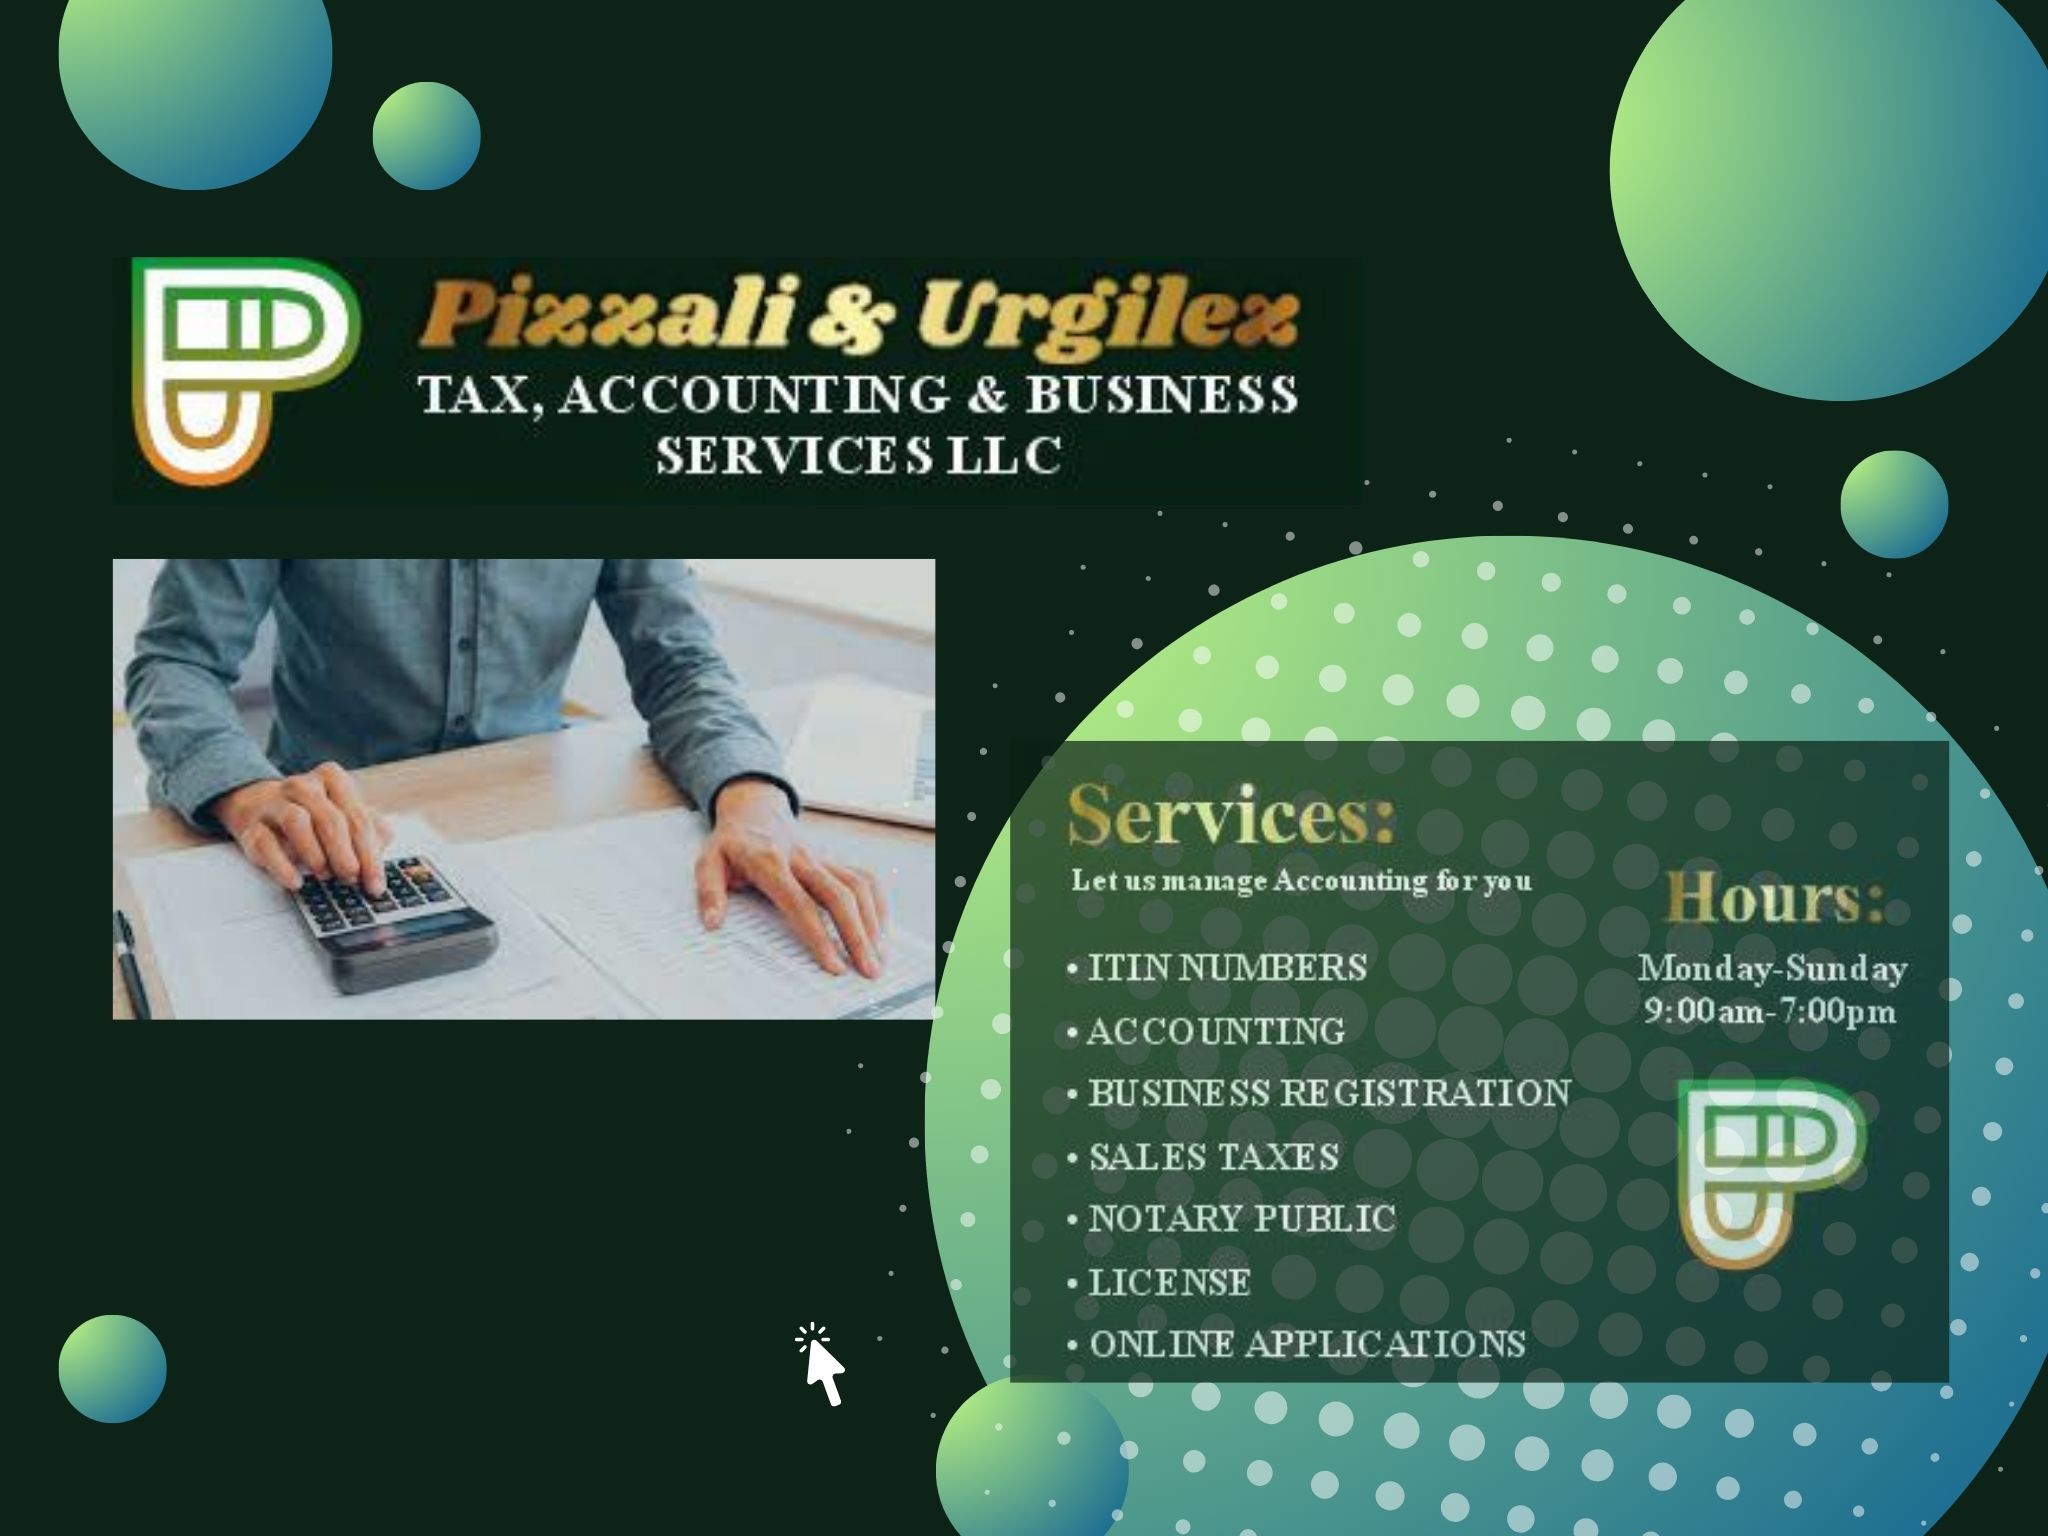 Pizzali & Urgilez
TAX, ACCOUNTING & BUSINESS
SERVICES LLC
Services:
Let us manage Accounting for you
• ITIN NUMBERS
• ACCOUNTING
• BUSINESS REGISTRATION
• SALES TAXES
• NOTARY PUBLIC
• LICENSE
• ONLINE APPLICATIONS
Hours:
Monday-Sunday
9:00am-7:00pm